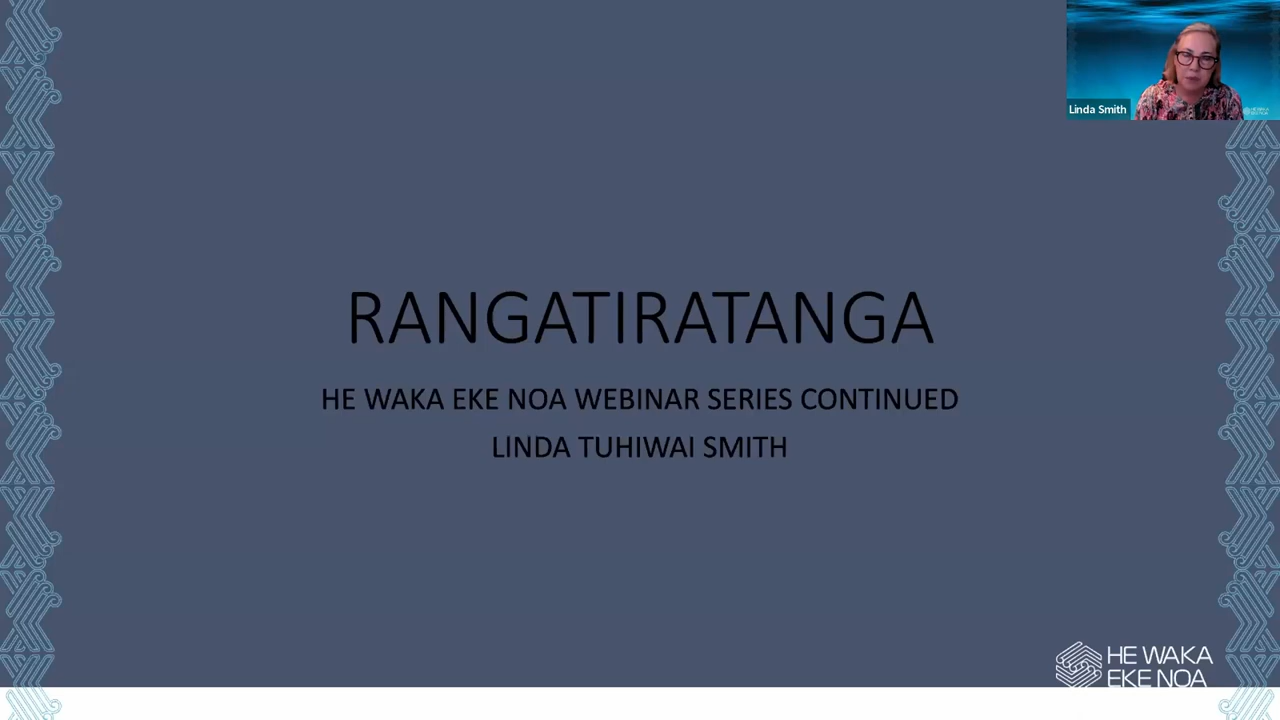 Linda Smith
RANGATIRATANGA
HE WAKA EKE NOA WEBINAR SERIES CONTINUED
LINDA TUHIWAI SMITH
HE WAKA
EKE NOA